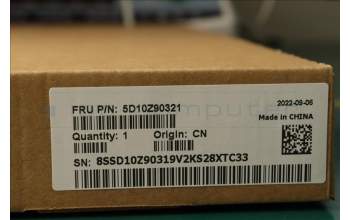 FRU P/N: 5D10Z90321
2022-09-06
Made in CHINA
Quantity: 1 Origin: CN
SN: 8SSD10Z90319V2KS28XTC33